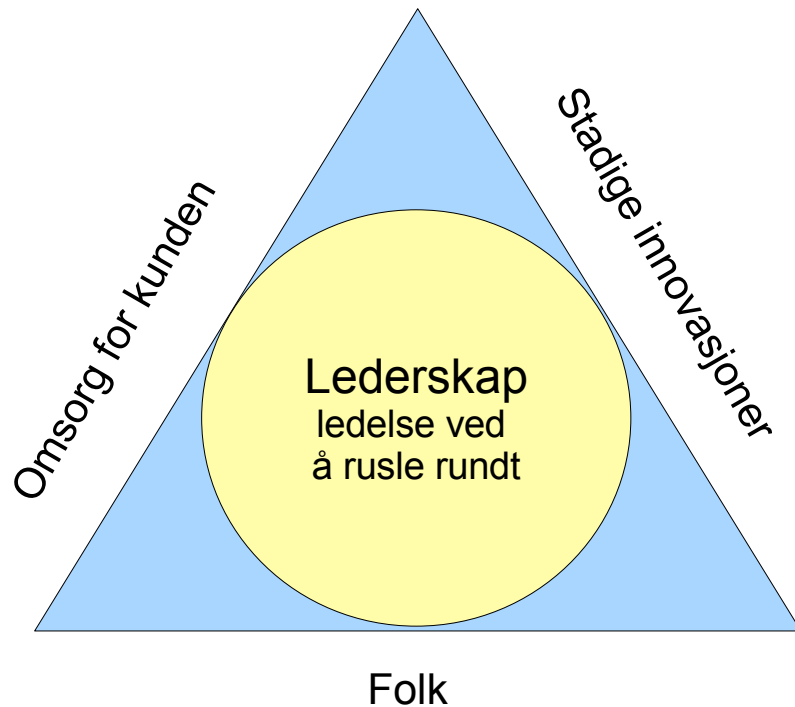 Omsorg for kunden
Stadige innovasjoner
Lederskap
ledelse ved
å rusle rundt
Folk